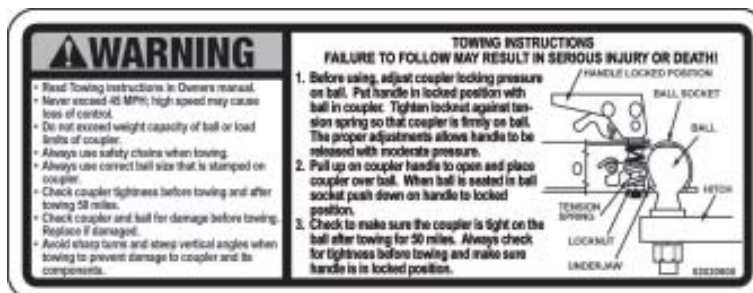 WARNING
• Read Towing instructions in Owners manual.
• Never exceed 45 MPH; high speed may cause
loss of control.
• Do not exceed weight capacity of ball or load
limits of coupler.
• Always use safety chains when towing.
• Always use correct ball size that is stamped on
coupler.
• Check coupler tightness before towing and after
towing 50 miles.
• Check coupler and ball for damage before towing.
Replace if damaged.
• Avoid sharp turns and steep vertical angles when
towing to prevent damage to coupler and its
components.
TOWING INSTRUCTIONS
FAILURE TO FOLLOW MAY RESULT IN SERIOUS INJURY OR DEATH!
1. Before using, adjust coupler locking pressure
on ball. Put handle in locked position with
ball in coupler. Tighten locknut against ten-
sion spring so that coupler is firmly on ball.
The proper adjustments allows handle to be
released with moderate pressure.
2. Pull up on coupler handle to open and place
coupler over ball. When ball is seated in ball
socket push down on handle to locked
position.
3. Check to make sure the coupler is tight on the
ball after towing for 50 miles. Always check
for tightness before towing and make sure
handle is in locked position.
HANDLE LOCKED POSITION
BALL SOCKET
BALL
HITCH
TENSION
SPRING
LOCKNUT
UNDERJAW